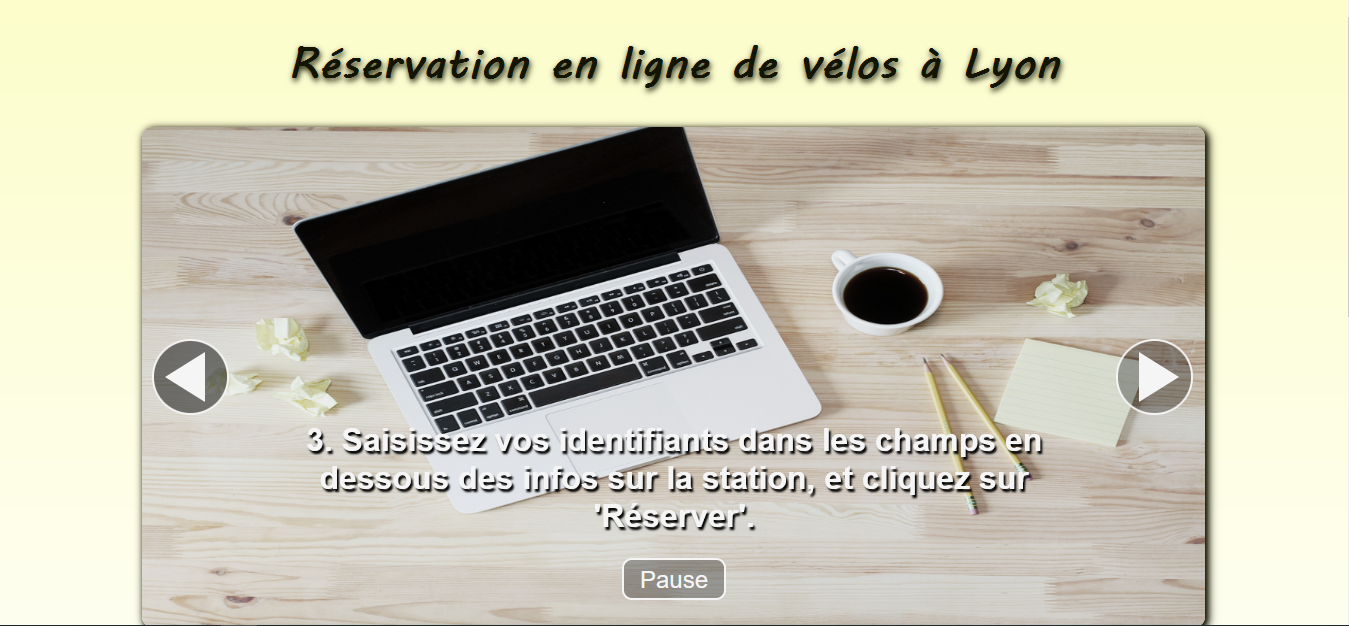 Réservation en ligne de vélos à Lyon
3. Saisissez vos identifiants dans les champs en
dessous des infos sur la station, et cliquez sur
'Réserver'.
Pause